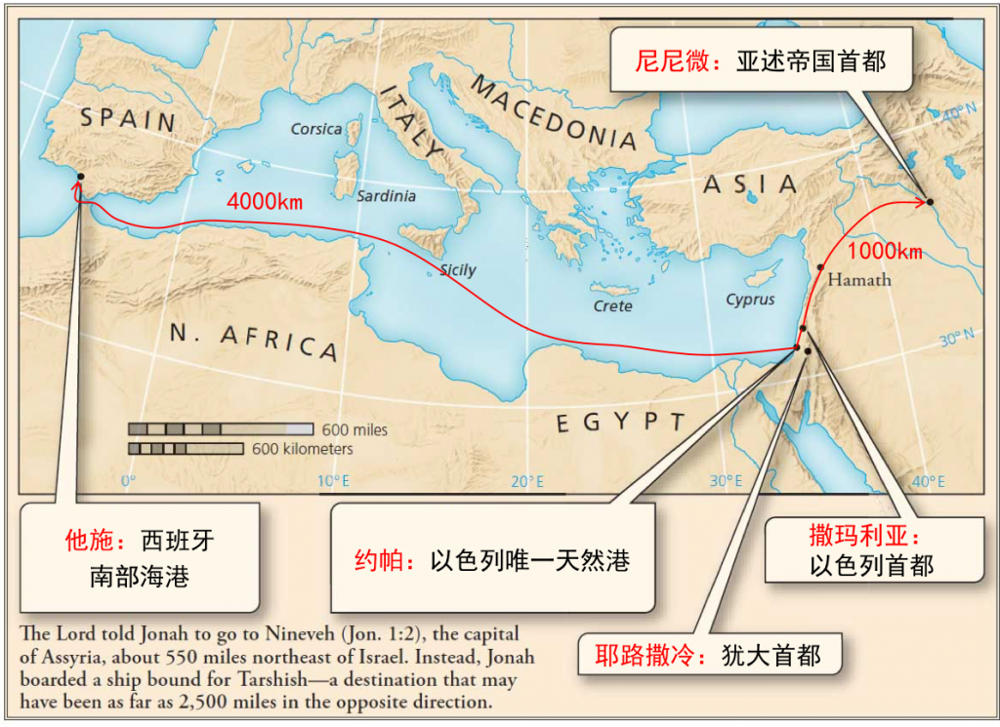 尼尼微：亚述帝国首都
40°N
SPAIN
Corsica
ITALY
MACEDONIA
ASIA
4000km
Sardinia
1000km
Sicily
Hamath
Crete
Cyprus
N. AFRICA
30°N
EGYPT
600 miles
600 kilometers
0°
10°E
20°E
30°E
40°E
他施：西班牙
南部海港
约帕：以色列唯一天然港
撒玛利亚：
以色列首都
耶路撒冷：犹大首都
The Lord told Jonah to go to Nineveh (Jon. 1:2), the capital
of Assyria, about 550 miles northeast of Israel. Instead, Jonah
boarded a ship bound for Tarshish—a destination that may
have been as far as 2,500 miles in the opposite direction.